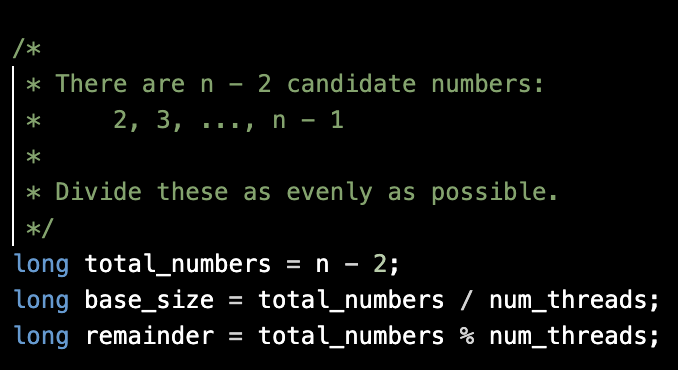 /*
 * There are n - 2 candidate numbers:
 *     2, 3, ..., n - 1
 *
 * Divide these as evenly as possible.
 */
long total_numbers = n - 2;
long base_size = total_numbers / num_threads;
long remainder = total_numbers % num_threads;